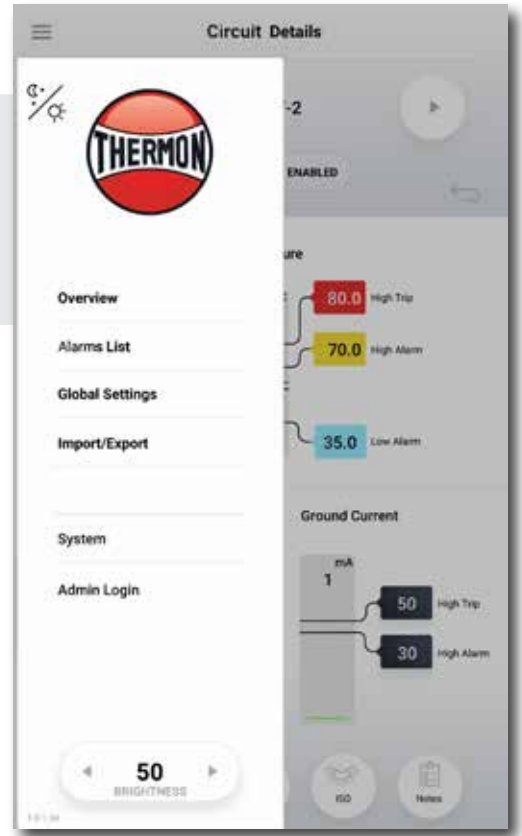 Circuit Details
-2
THERMON
ENABLED
ure
Overview
80.0 High Trip
Alarms List
70.0 High Alarm
Global Settings
Import/Export
35.0 Low Alarm
Ground Current
System
mA
1
Admin Login
50 High Trip
30 High Alarm
50
BRIGHTNESS
ISO
Notes